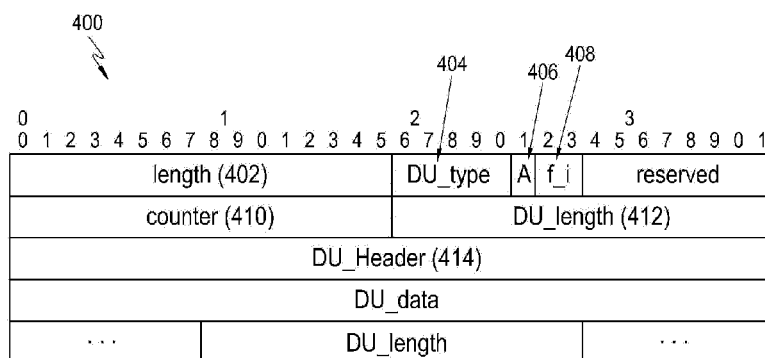 400
404 406 408
0 1 2 3
0 1 2 3 4 5 6 7 8 9 0 1 2 3 4 5 6 7 8 9 0 1 2 3 4 5 6 7 8 9 0 1
length (402) DU_type A f_i reserved
counter (410) DU_length (412)
DU_Header (414)
DU_data
... DU_length ...